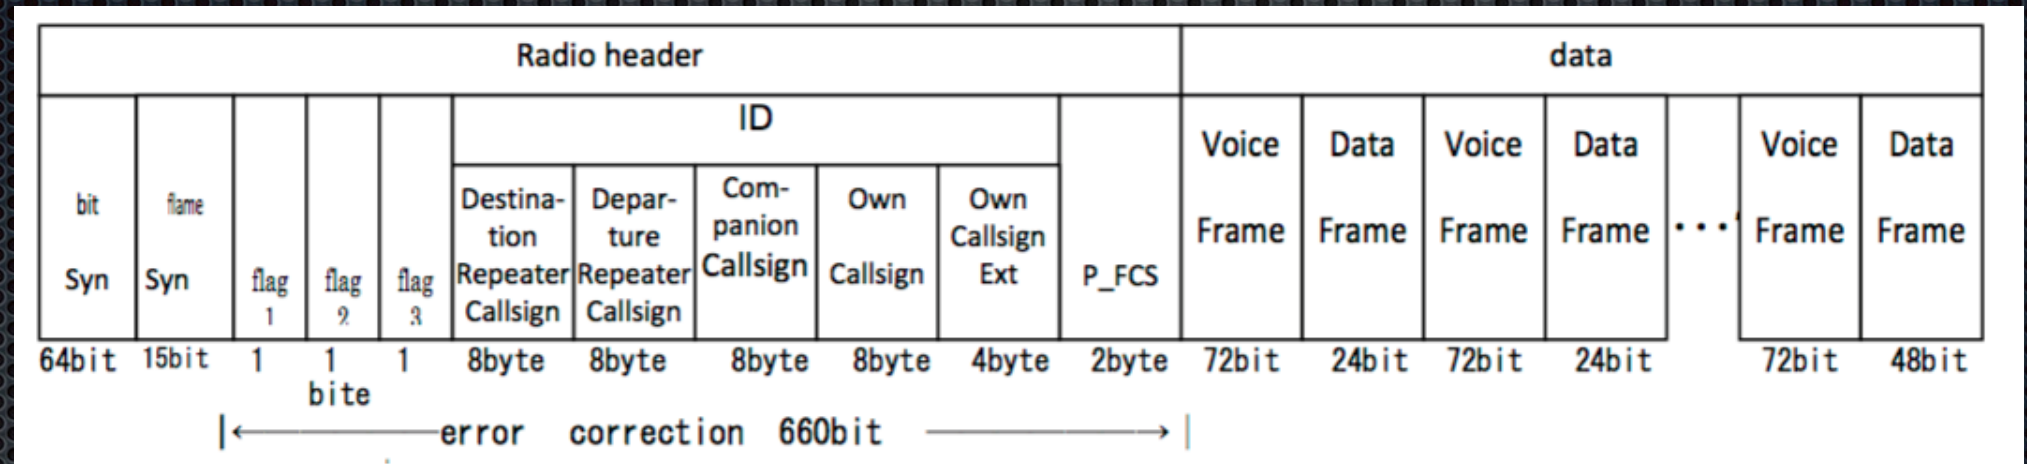 Radio header
data
bit
Syn
flame
Syn
flag
1
flag
2
flag
3
ID
Destina-
tion
Repeater
Callsign
Depar-
ture
Repeater
Callsign
Com-
panion
Callsign
Own
Callsign
Own
Callsign
Ext
P_FCS
Voice
Frame
Data
Frame
Voice
Frame
Data
Frame
・・・
Voice
Frame
Data
Frame
64bit 15bit 1 1 1 8byte 8byte 8byte 8byte 4byte 2byte 72bit 24bit 72bit 24bit 72bit 48bit
bite
error correction 660bit